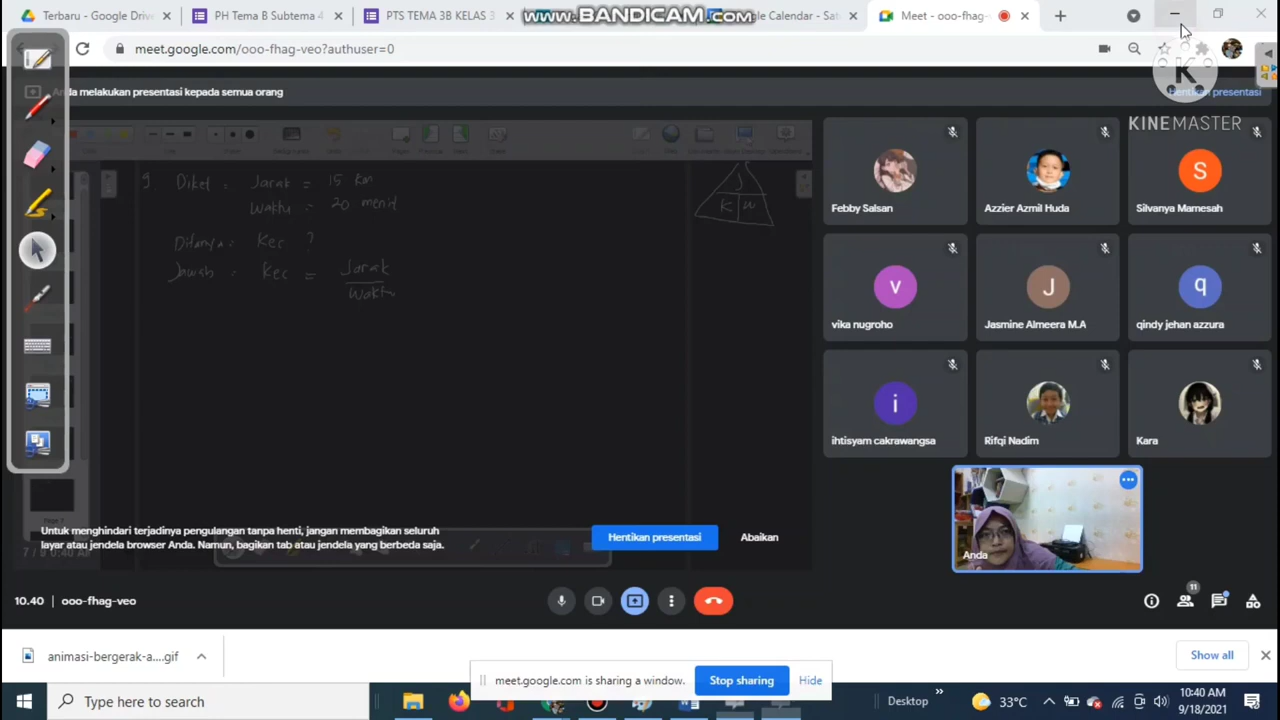 Terbaru - Google Drive
PH Tema B Subtema 4
PTS TEMA 3B KELAS 3
www.BANDICAM.com
Google Calendar - Sat
Meet - ooo-fhag-
meet.google.com/ooo-fhag-veo?authuser=0
Anda melakukan presentasi kepada semua orang
Hentikan presentasi
K
KINEMASTER
9. Diket = Jarak = 15 km
Waktu = 20 menit
Ditanya : Kec ?
Jawab : Kec = Jarak
Waktu
J
K W
Febby Salsan
Azzier Azmil Huda
S
Silvanya Mamesah
v
vika nugroho
J
Jasmine Almeera M.A
q
qindy jehan azzura
i
ihtisyam cakrawangsa
Rifqi Nadim
Kara
Anda
Untuk menghindari terjadinya pengulangan tanpa henti, jangan membagikan seluruh
layar atau jendela browser Anda. Namun, bagikan tab atau jendela yang berbeda saja.
Hentikan presentasi
Abaikan
10.40 | ooo-fhag-veo
11
animasi-bergerak-a....gif
Show all
meet.google.com is sharing a window.
Stop sharing
Hide
Type here to search
Desktop
33°C
10:40 AM
9/18/2021